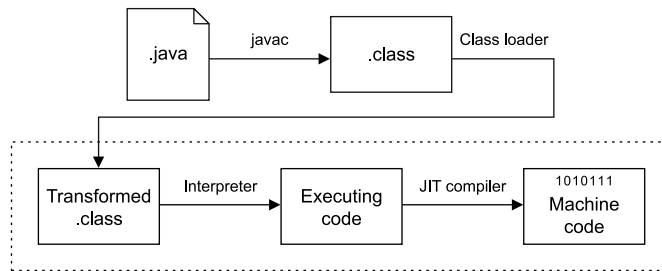 .java
javac
.class
Class loader
Transformed
.class
Interpreter
Executing
code
JIT compiler
1010111
Machine
code